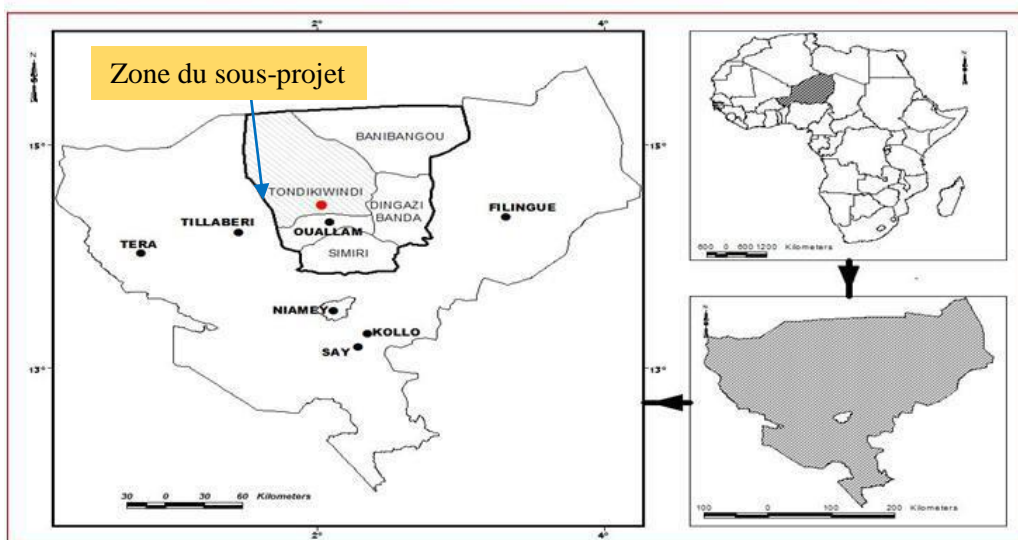 2°
4°
Zone du sous-projet
N
15°
BANIBANGOU
TONDIKIWINDI
DINGAZI
BANDA
FILINGUE
TILLABERI
OUALLAM
TERA
SIMIRI
NIAMEY
KOLLO
SAY
13°
30 0 30 60 Kilometers
2°
4°
N
15°
600 0 600 1200 Kilometers
13°
100 0 100 200
Kilometers